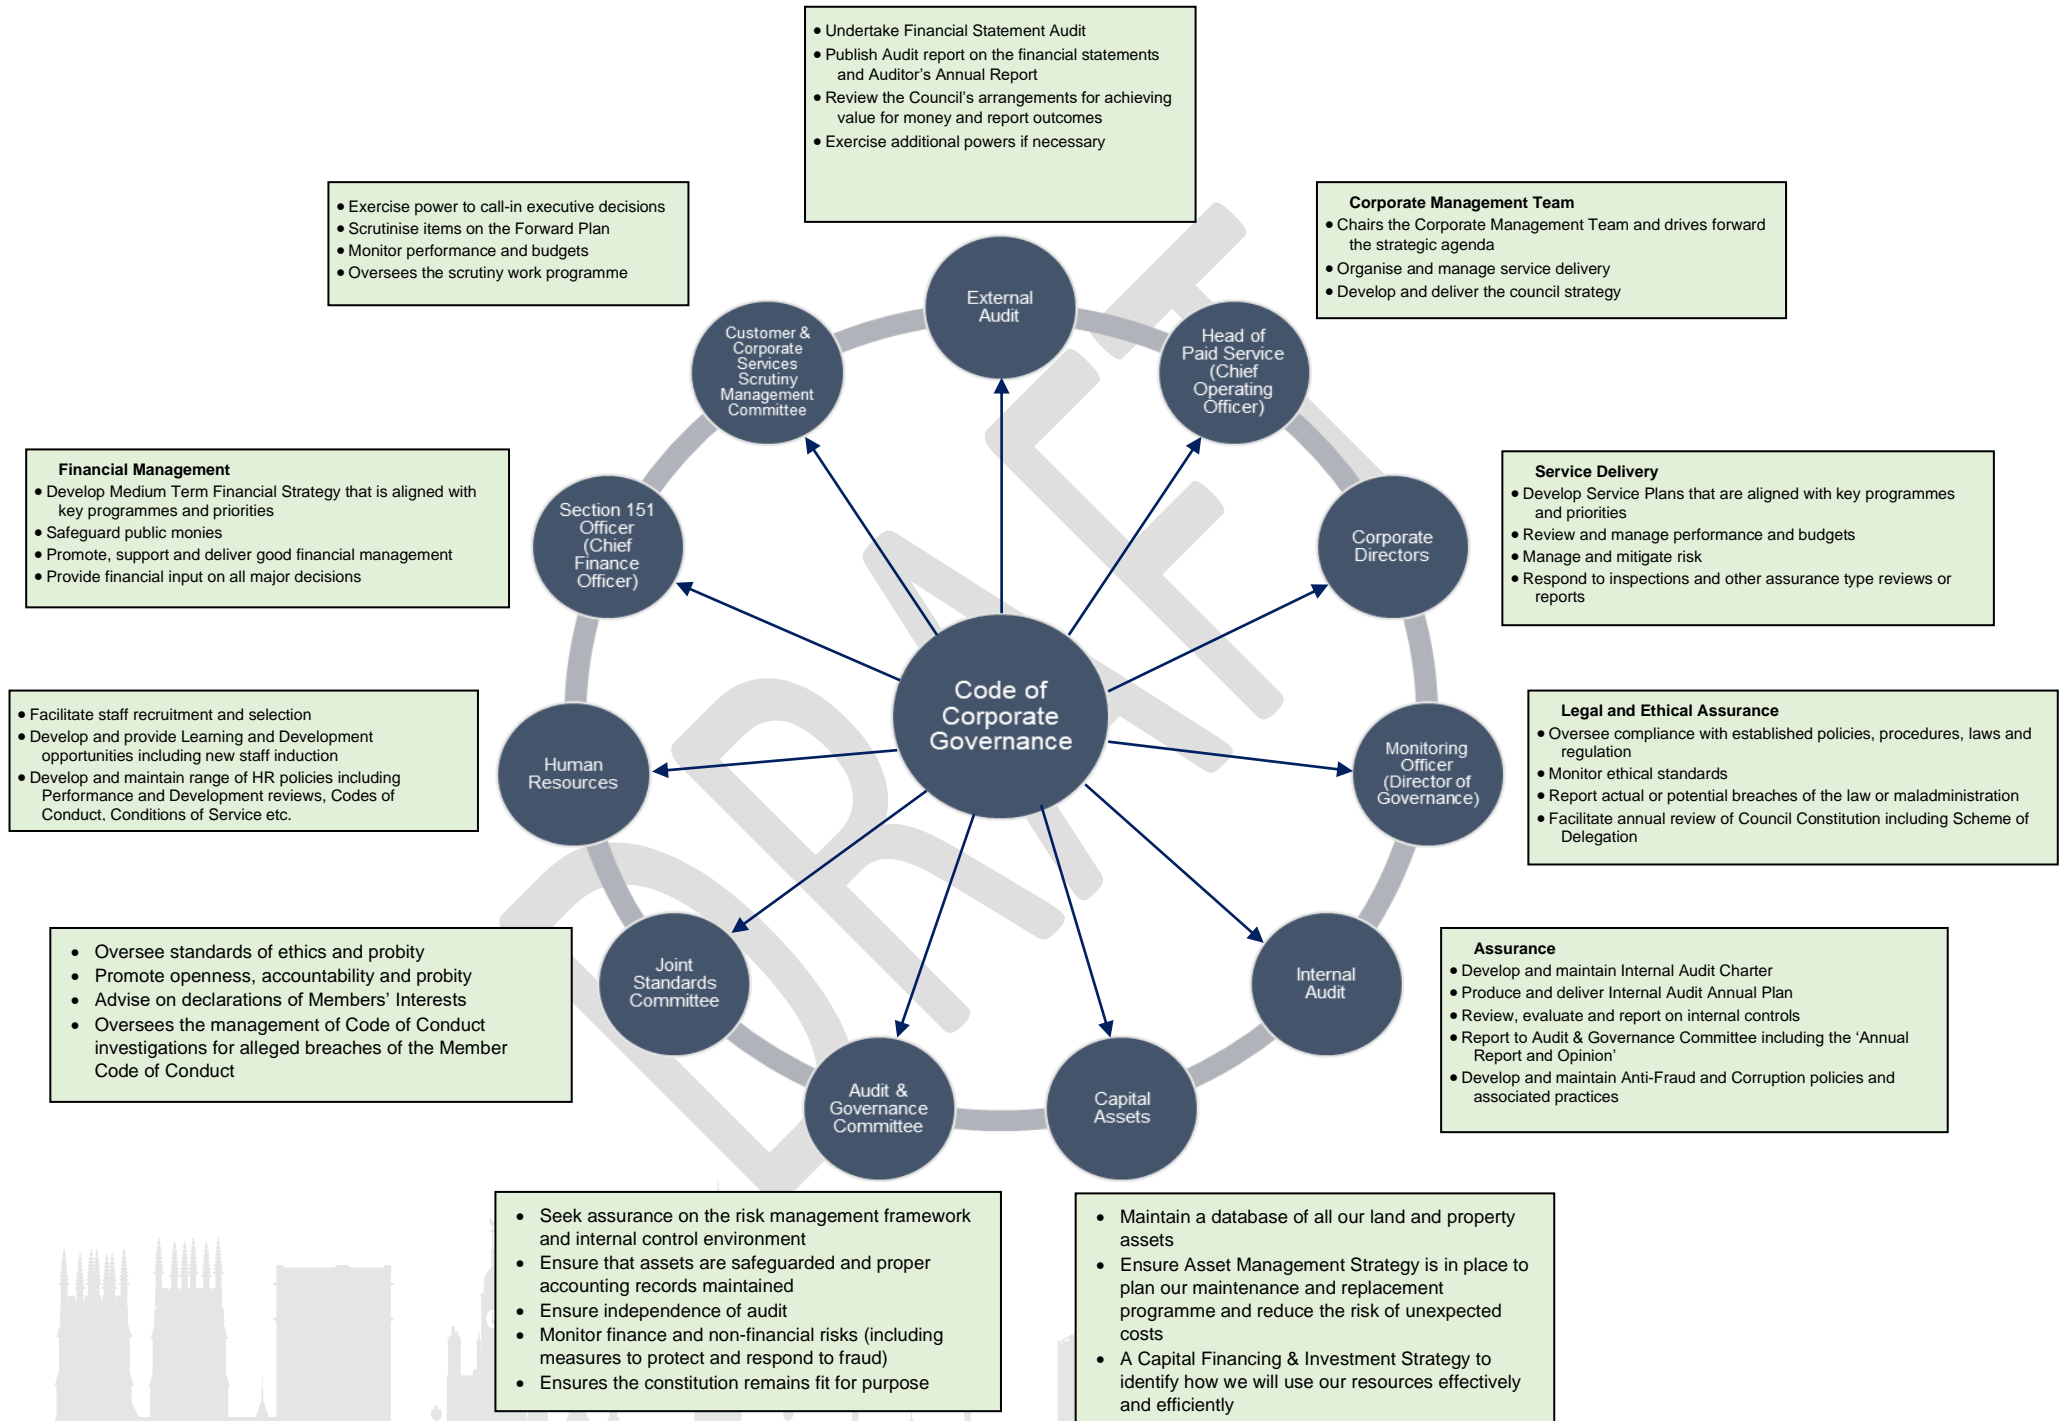 • Undertake Financial Statement Audit
• Publish Audit report on the financial statements
and Auditor's Annual Report
• Review the Council's arrangements for achieving
value for money and report outcomes
• Exercise additional powers if necessary
• Exercise power to call-in executive decisions
• Scrutinise items on the Forward Plan
• Monitor performance and budgets
• Oversees the scrutiny work programme
Corporate Management Team
• Chairs the Corporate Management Team and drives forward
the strategic agenda
• Organise and manage service delivery
• Develop and deliver the council strategy
External
Audit
Customer &
Corporate
Services
Scrutiny
Management
Committee
Head of
Paid Service
(Chief
Operating
Officer)
Financial Management
• Develop Medium Term Financial Strategy that is aligned with
key programmes and priorities
• Safeguard public monies
• Promote, support and deliver good financial management
• Provide financial input on all major decisions
Section 151
Officer
(Chief
Finance
Officer)
Corporate
Directors
Service Delivery
• Develop Service Plans that are aligned with key programmes
and priorities
• Review and manage performance and budgets
• Manage and mitigate risk
• Respond to inspections and other assurance type reviews or
reports
Code of
Corporate
Governance
• Facilitate staff recruitment and selection
• Develop and provide Learning and Development
opportunities including new staff induction
• Develop and maintain range of HR policies including
Performance and Development reviews, Codes of
Conduct, Conditions of Service etc.
Human
Resources
Monitoring
Officer
(Director of
Governance)
Legal and Ethical Assurance
• Oversee compliance with established policies, procedures, laws and
regulation
• Monitor ethical standards
• Report actual or potential breaches of the law or maladministration
• Facilitate annual review of Council Constitution including Scheme of
Delegation
• Oversee standards of ethics and probity
• Promote openness, accountability and probity
• Advise on declarations of Members' Interests
• Oversees the management of Code of Conduct
investigations for alleged breaches of the Member
Code of Conduct
Joint
Standards
Committee
Internal
Audit
Assurance
• Develop and maintain Internal Audit Charter
• Produce and deliver Internal Audit Annual Plan
• Review, evaluate and report on internal controls
• Report to Audit & Governance Committee including the 'Annual
Report and Opinion'
• Develop and maintain Anti-Fraud and Corruption policies and
associated practices
Audit &
Governance
Committee
Capital
Assets
• Seek assurance on the risk management framework
and internal control environment
• Ensure that assets are safeguarded and proper
accounting records maintained
• Ensure independence of audit
• Monitor finance and non-financial risks (including
measures to protect and respond to fraud)
• Ensures the constitution remains fit for purpose
• Maintain a database of all our land and property
assets
• Ensure Asset Management Strategy is in place to
plan our maintenance and replacement
programme and reduce the risk of unexpected
costs
• A Capital Financing & Investment Strategy to
identify how we will use our resources effectively
and efficiently
DRAFT